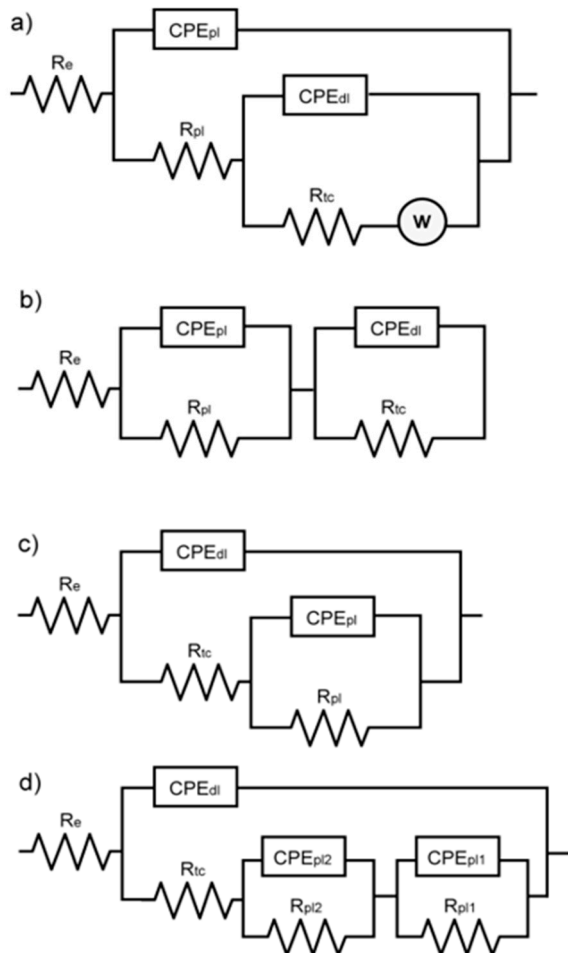 a)
CPEpl
Re
CPEdl
Rpl
Rtc
W
b)
CPEpl
CPEdl
Re
Rpl
Rtc
c)
CPEdl
Re
CPEpl
Rtc
Rpl
d)
CPEdl
Re
CPEpl2
CPEpl1
Rtc
Rpl2
Rpl1